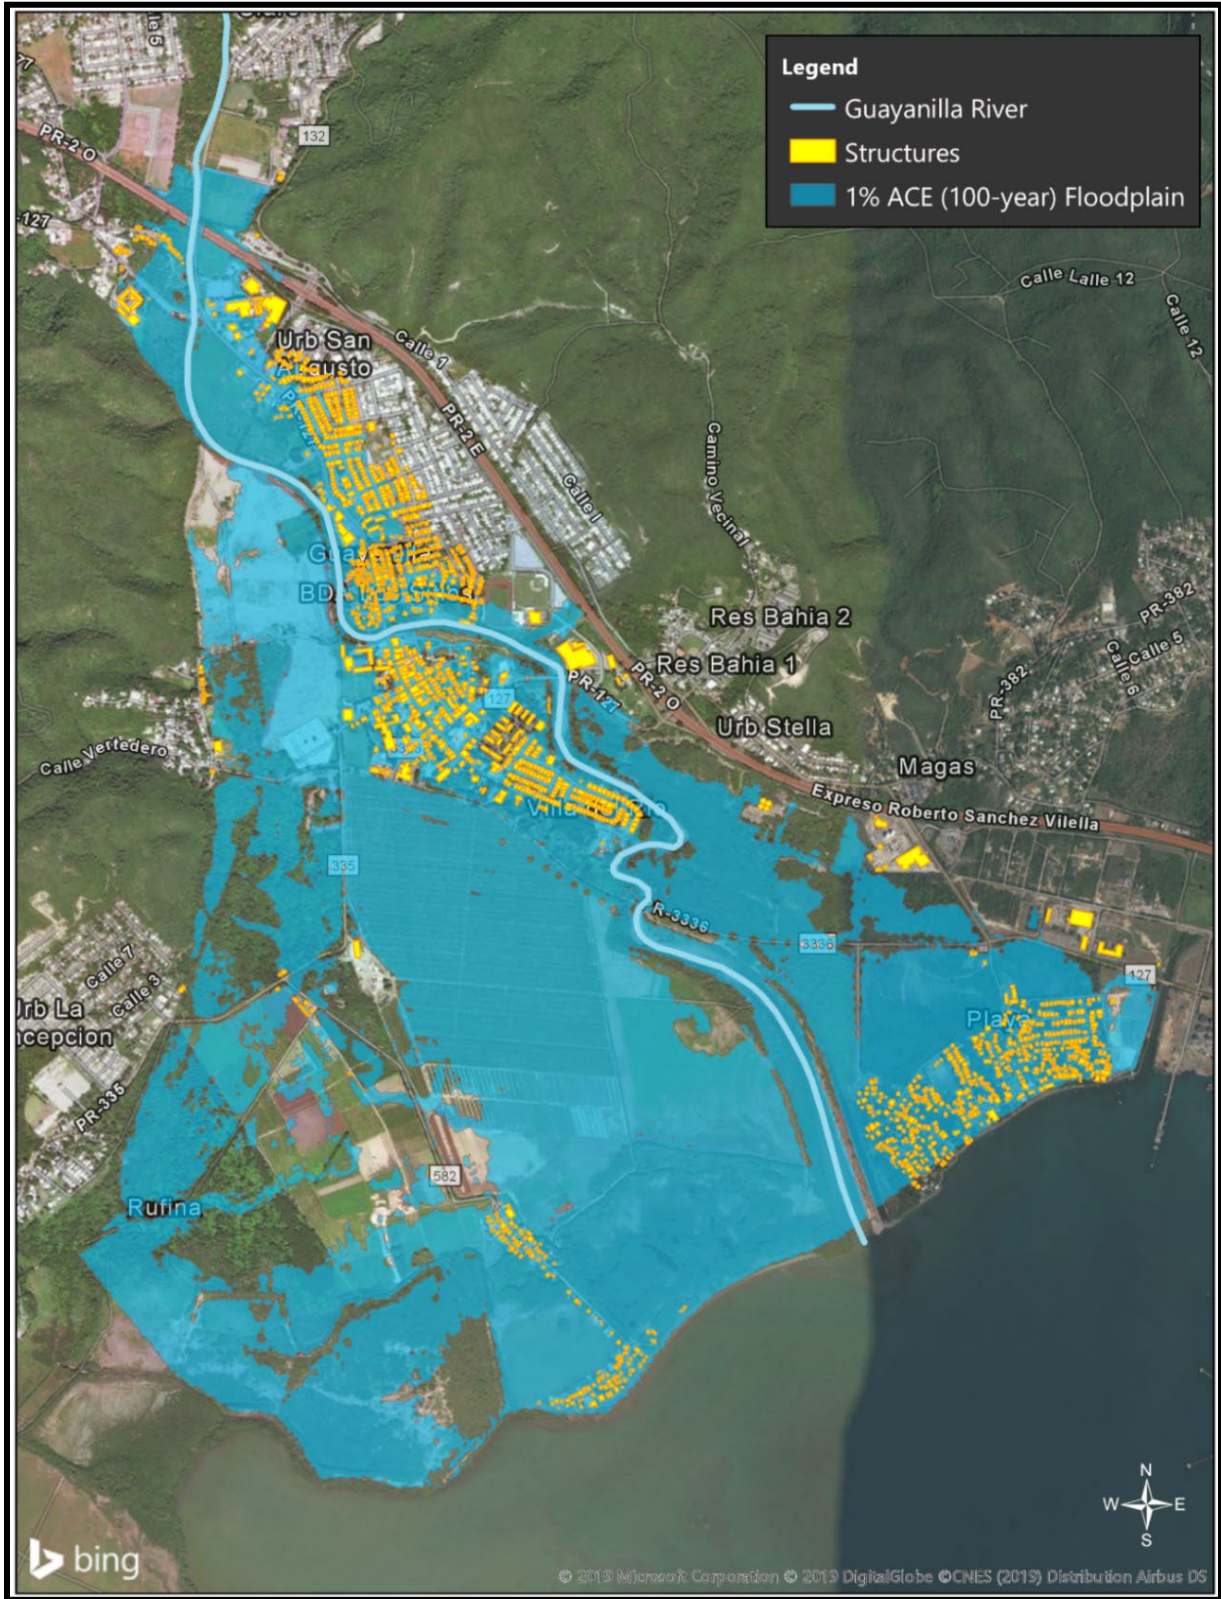 Legend
Guayanilla River
Structures
1% ACE (100-year) Floodplain
132
PR-2 O
-127
Calle Lalle 12
Calle 12
Urb San
Calle 1
PR-2 E
Camino Vecinal
Calle I
Res Bahia 2
Res Bahia 1
PR-127
PR-2 O
127
Urb Stella
PR-382
Calle 5
Calle 6
PR-382
Magas
Expreso Roberto Sanchez Vilella
Calle Vertedero
335
R-3336
3336
127
Calle 7
Calle 3
Urb La
PR-335
Playa
582
Rufina
N
W E
S
bing
© 2019 Microsoft Corporation © 2019 DigitalGlobe ©CNES (2019) Distribution Airbus DS